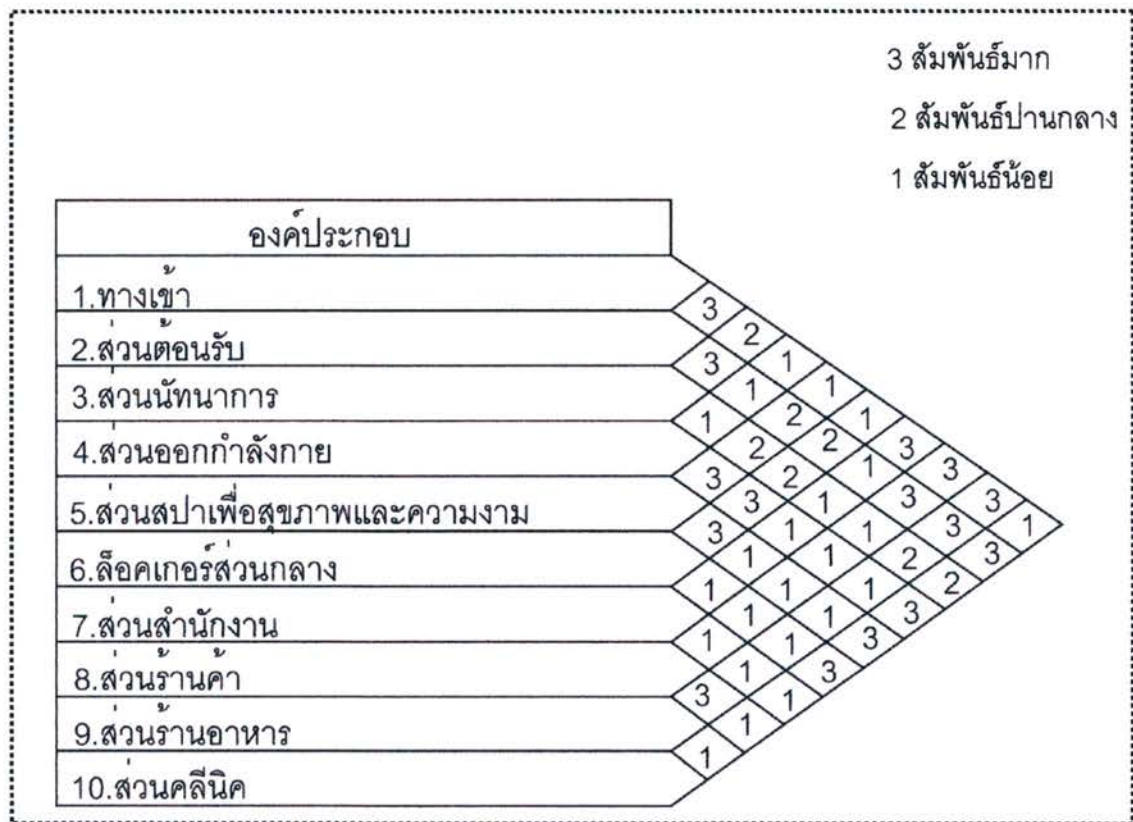 3 สัมพันธ์มาก
2 สัมพันธ์ปานกลาง
1 สัมพันธ์น้อย
องค์ประกอบ
1.ทางเข้า
3
2
2.ส่วนต้อนรับ
3 1
1 1
3.ส่วนนัทนาการ
1 2 1
2 2 3
4.ส่วนออกกำลังกาย
3 2 1 3
3 1 3 3
5.ส่วนสปาเพื่อสุขภาพและความงาม
3 1 1 3 1
1 1 2 3
6.ล็อคเกอร์ส่วนกลาง
1 1 1 2
1 1 3
7.ส่วนสำนักงาน
1 1 3
1 3
8.ส่วนร้านค้า
3 1
1
9.ส่วนร้านอาหาร
1
10.ส่วนคลีนิค